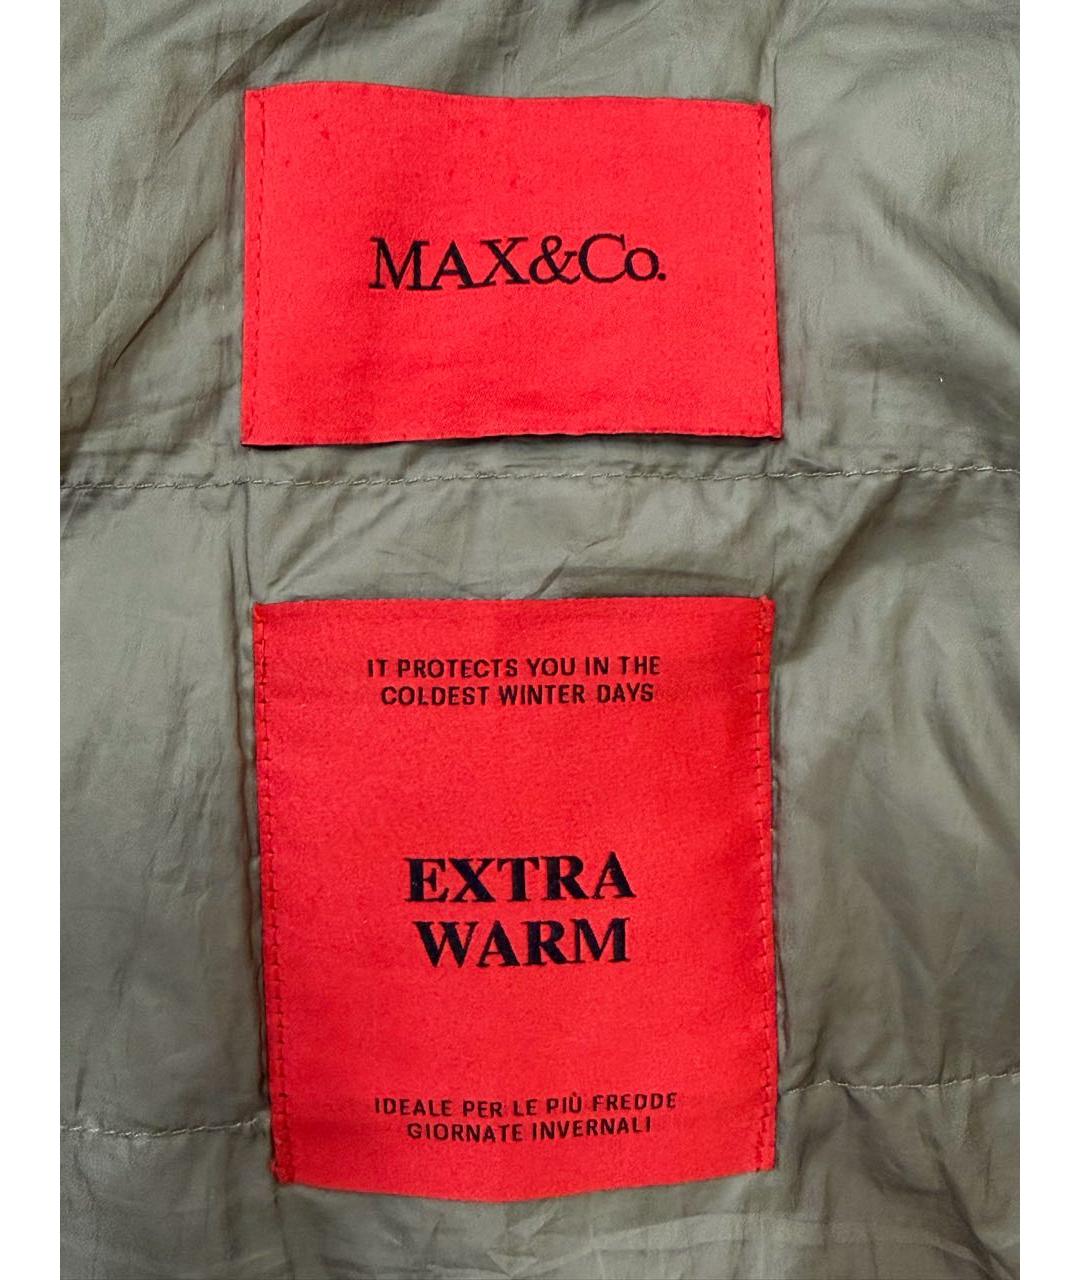 MAX&Co.
IT PROTECTS YOU IN THE
COLDEST WINTER DAYS
EXTRA
WARM
IDEALE PER LE PIÙ FREDDE
GIORNATE INVERNALI